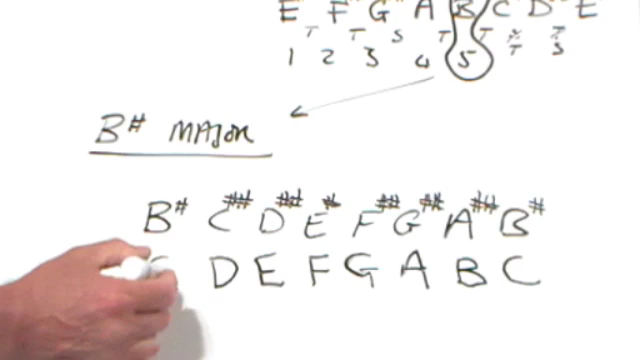 E F G A B C D E
T T S T T
1 2 3 4 5
B# MAJOR
B# C## D## E# F## G## A## B#
D E F G A B C